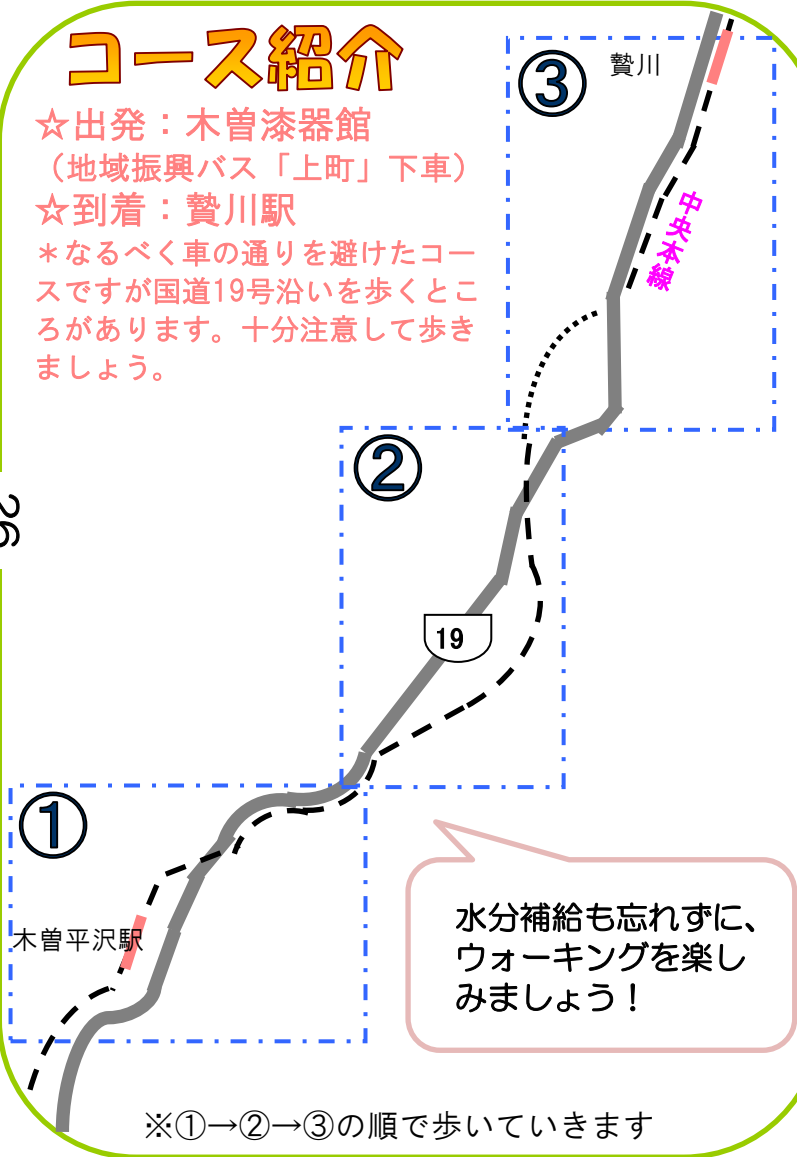 コース紹介
☆出発：木曽漆器館
（地域振興バス「上町」下車）
☆到着：贄川駅
＊なるべく車の通りを避けたコー
スですが国道19号沿いを歩くとこ
ろがあります。十分注意して歩き
ましょう。
③
贄川
中央本線
②
26
19
①
木曽平沢駅
水分補給も忘れずに、
ウォーキングを楽し
みましょう！
※①→②→③の順で歩いていきます